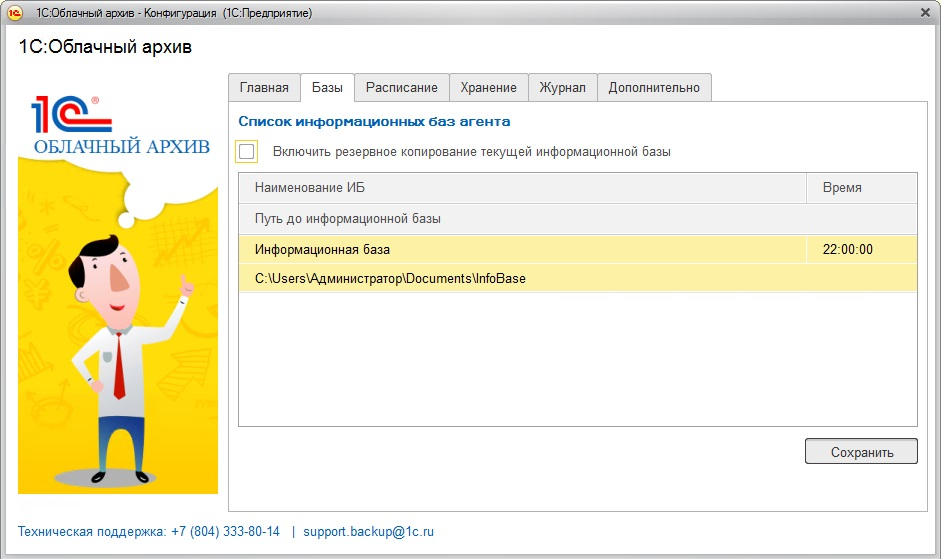 1С:Облачный архив - Конфигурация (1С:Предприятие)
1С:Облачный архив
1С®
ОБЛАЧНЫЙ АРХИВ
Главная Базы Расписание Хранение Журнал Дополнительно
Список информационных баз агента
Включить резервное копирование текущей информационной базы
Наименование ИБ Время
Путь до информационной базы
Информационная база 22:00:00
C:\Users\Администратор\Documents\InfoBase
Сохранить
Техническая поддержка: +7 (804) 333-80-14 | support.backup@1c.ru